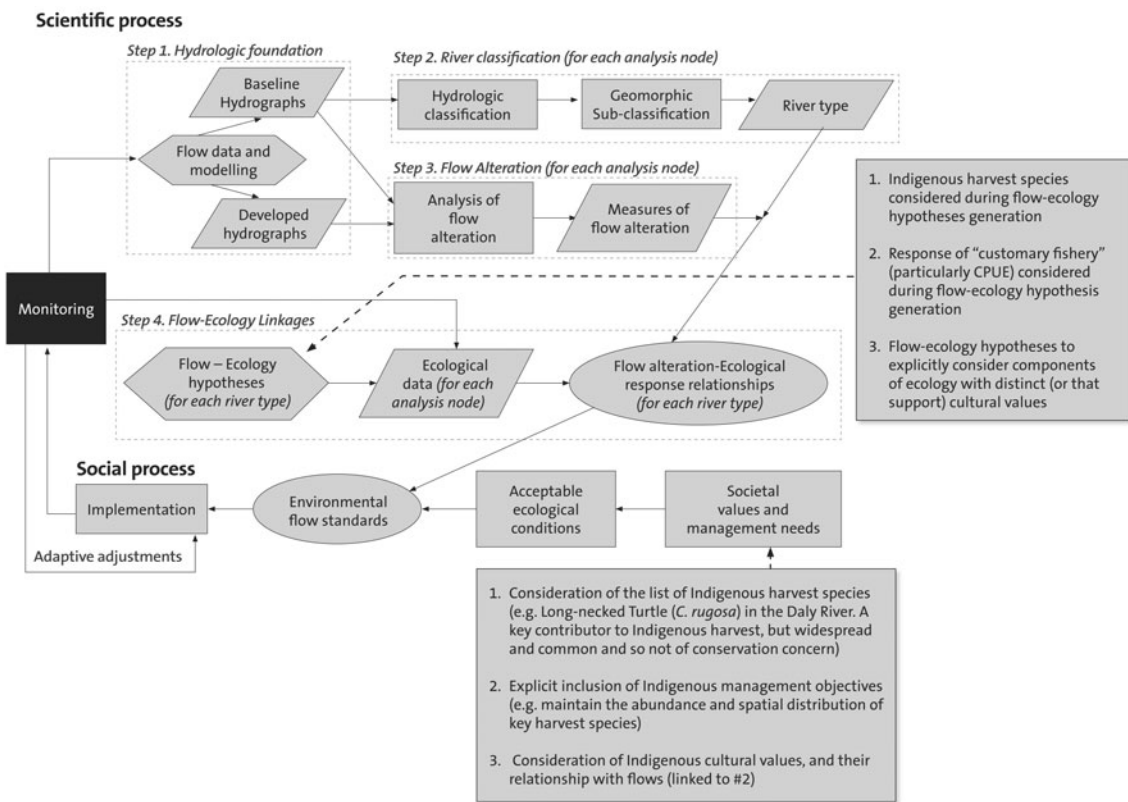 Scientific process
Step 1. Hydrologic foundation
Baseline
Hydrographs
Flow data and
modelling
Developed
hydrographs
Step 2. River classification (for each analysis node)
Hydrologic
classification
Geomorphic
Sub-classification
River type
Step 3. Flow Alteration (for each analysis node)
Analysis of
flow
alteration
Measures of
flow alteration
1. Indigenous harvest species
considered during flow-ecology
hypotheses generation
2. Response of “customary fishery”
(particularly CPUE) considered
during flow-ecology hypothesis
generation
3. Flow-ecology hypotheses to
explicitly consider components
of ecology with distinct (or that
support) cultural values
Monitoring
Step 4. Flow-Ecology Linkages
Flow – Ecology
hypotheses
(for each river type)
Ecological
data (for each
analysis node)
Flow alteration-Ecological
response relationships
(for each river type)
Social process
Implementation
Environmental
flow standards
Acceptable
ecological
conditions
Societal
values and
management needs
Adaptive adjustments
1. Consideration of the list of Indigenous harvest species
(e.g. Long-necked Turtle (C. rugosa) in the Daly River. A
key contributor to Indigenous harvest, but widespread
and common and so not of conservation concern)
2. Explicit inclusion of Indigenous management objectives
(e.g. maintain the abundance and spatial distribution of
key harvest species)
3. Consideration of Indigenous cultural values, and their
relationship with flows (linked to #2)